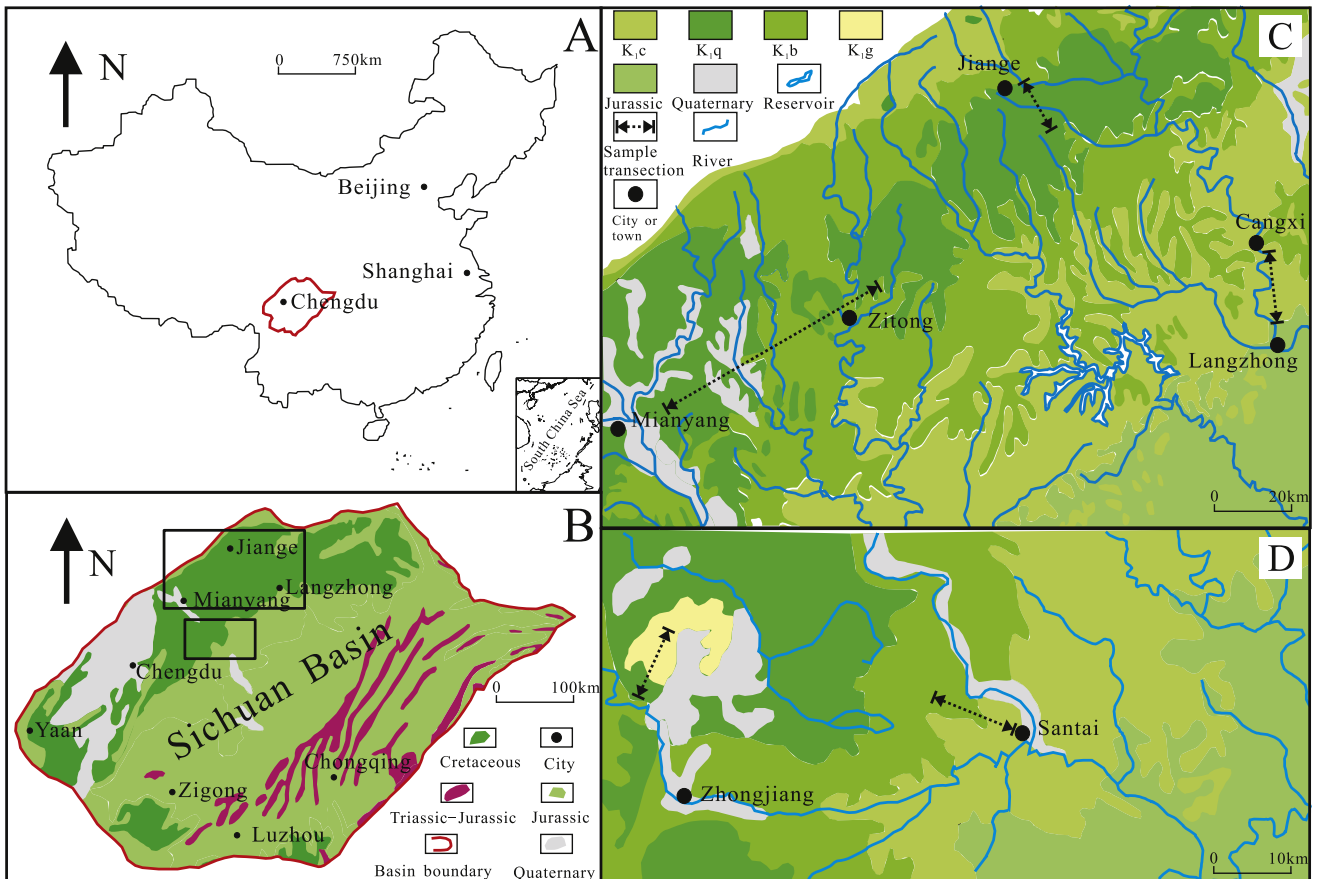 A
N
0 750km
Beijing
Shanghai
Chengdu
South China Sea
B
N
Jiange
Langzhong
Mianyang
Chengdu
Sichuan Basin
0 100km
Yaan
Chongqing
Zigong
Luzhou
Cretaceous
City
Triassic-Jurassic
Jurassic
Basin boundary
Quaternary
C
K₁c
K₁q
K₁b
K₁g
Jurassic
Quaternary
Reservoir
Sample
transection
River
City or
town
Jiange
Cangxi
Zitong
Langzhong
Mianyang
0 20km
D
Santai
Zhongjiang
0 10km